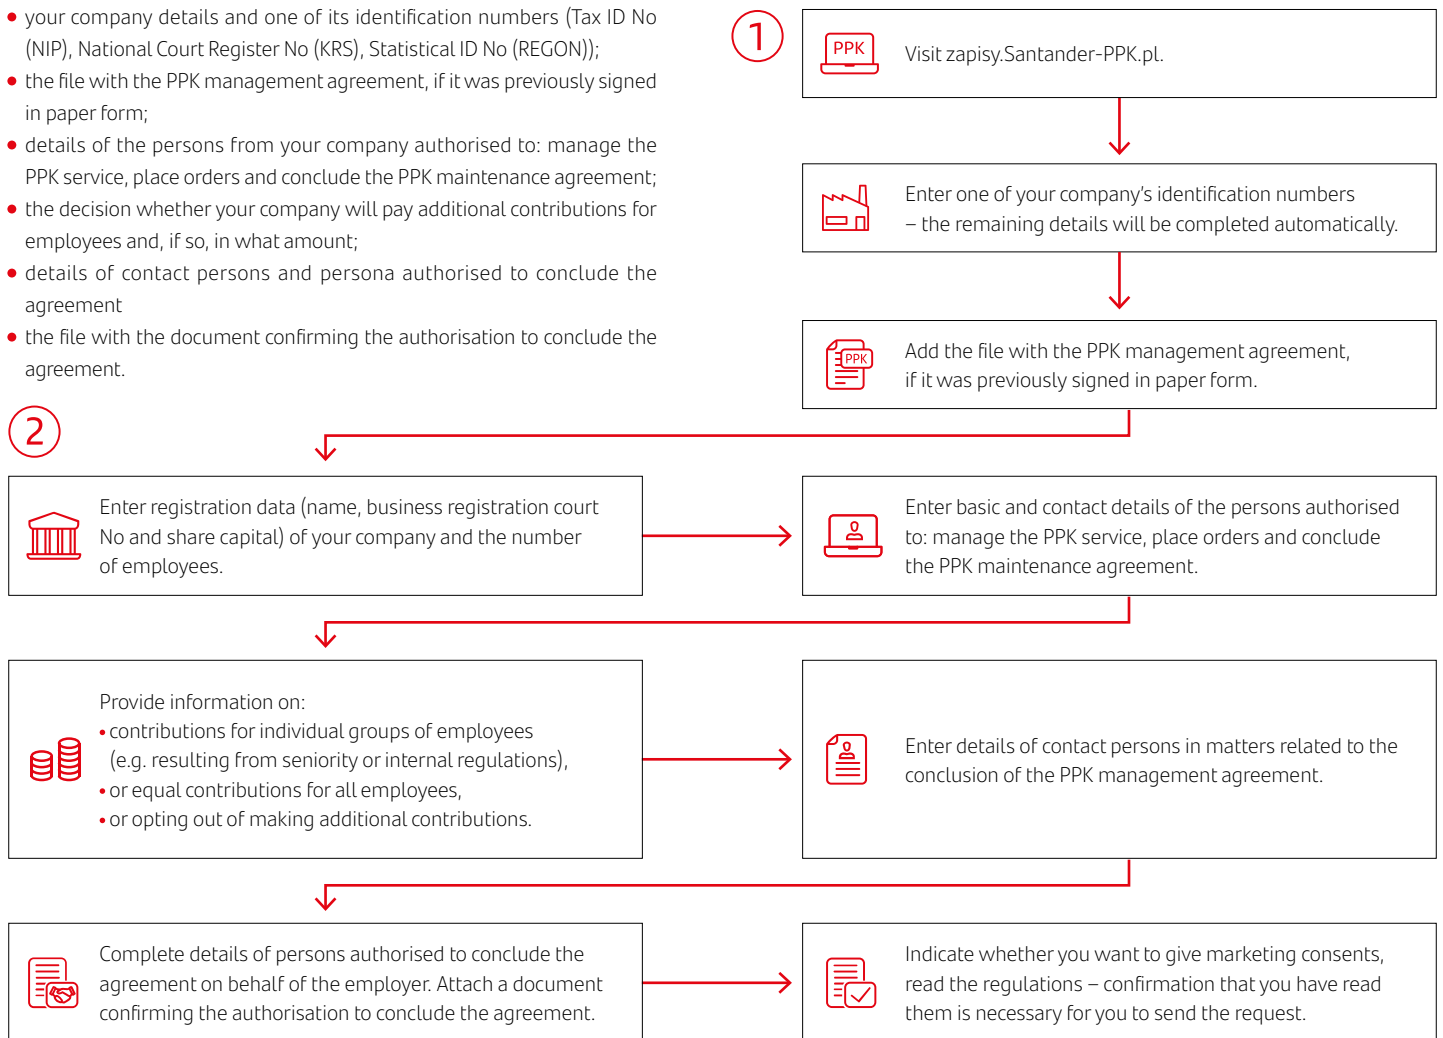 • your company details and one of its identification numbers (Tax ID No
(NIP), National Court Register No (KRS), Statistical ID No (REGON));
• the file with the PPK management agreement, if it was previously signed
in paper form;
• details of the persons from your company authorised to: manage the
PPK service, place orders and conclude the PPK maintenance agreement;
• the decision whether your company will pay additional contributions for
employees and, if so, in what amount;
• details of contact persons and persona authorised to conclude the
agreement
• the file with the document confirming the authorisation to conclude the
agreement.
1
PPK
Visit zapisy.Santander-PPK.pl.
Enter one of your company's identification numbers
– the remaining details will be completed automatically.
PPK
Add the file with the PPK management agreement,
if it was previously signed in paper form.
2
Enter registration data (name, business registration court
No and share capital) of your company and the number
of employees.
Enter basic and contact details of the persons authorised
to: manage the PPK service, place orders and conclude
the PPK maintenance agreement.
Provide information on:
• contributions for individual groups of employees
(e.g. resulting from seniority or internal regulations),
• or equal contributions for all employees,
• or opting out of making additional contributions.
Enter details of contact persons in matters related to the
conclusion of the PPK management agreement.
Complete details of persons authorised to conclude the
agreement on behalf of the employer. Attach a document
confirming the authorisation to conclude the agreement.
Indicate whether you want to give marketing consents,
read the regulations – confirmation that you have read
them is necessary for you to send the request.